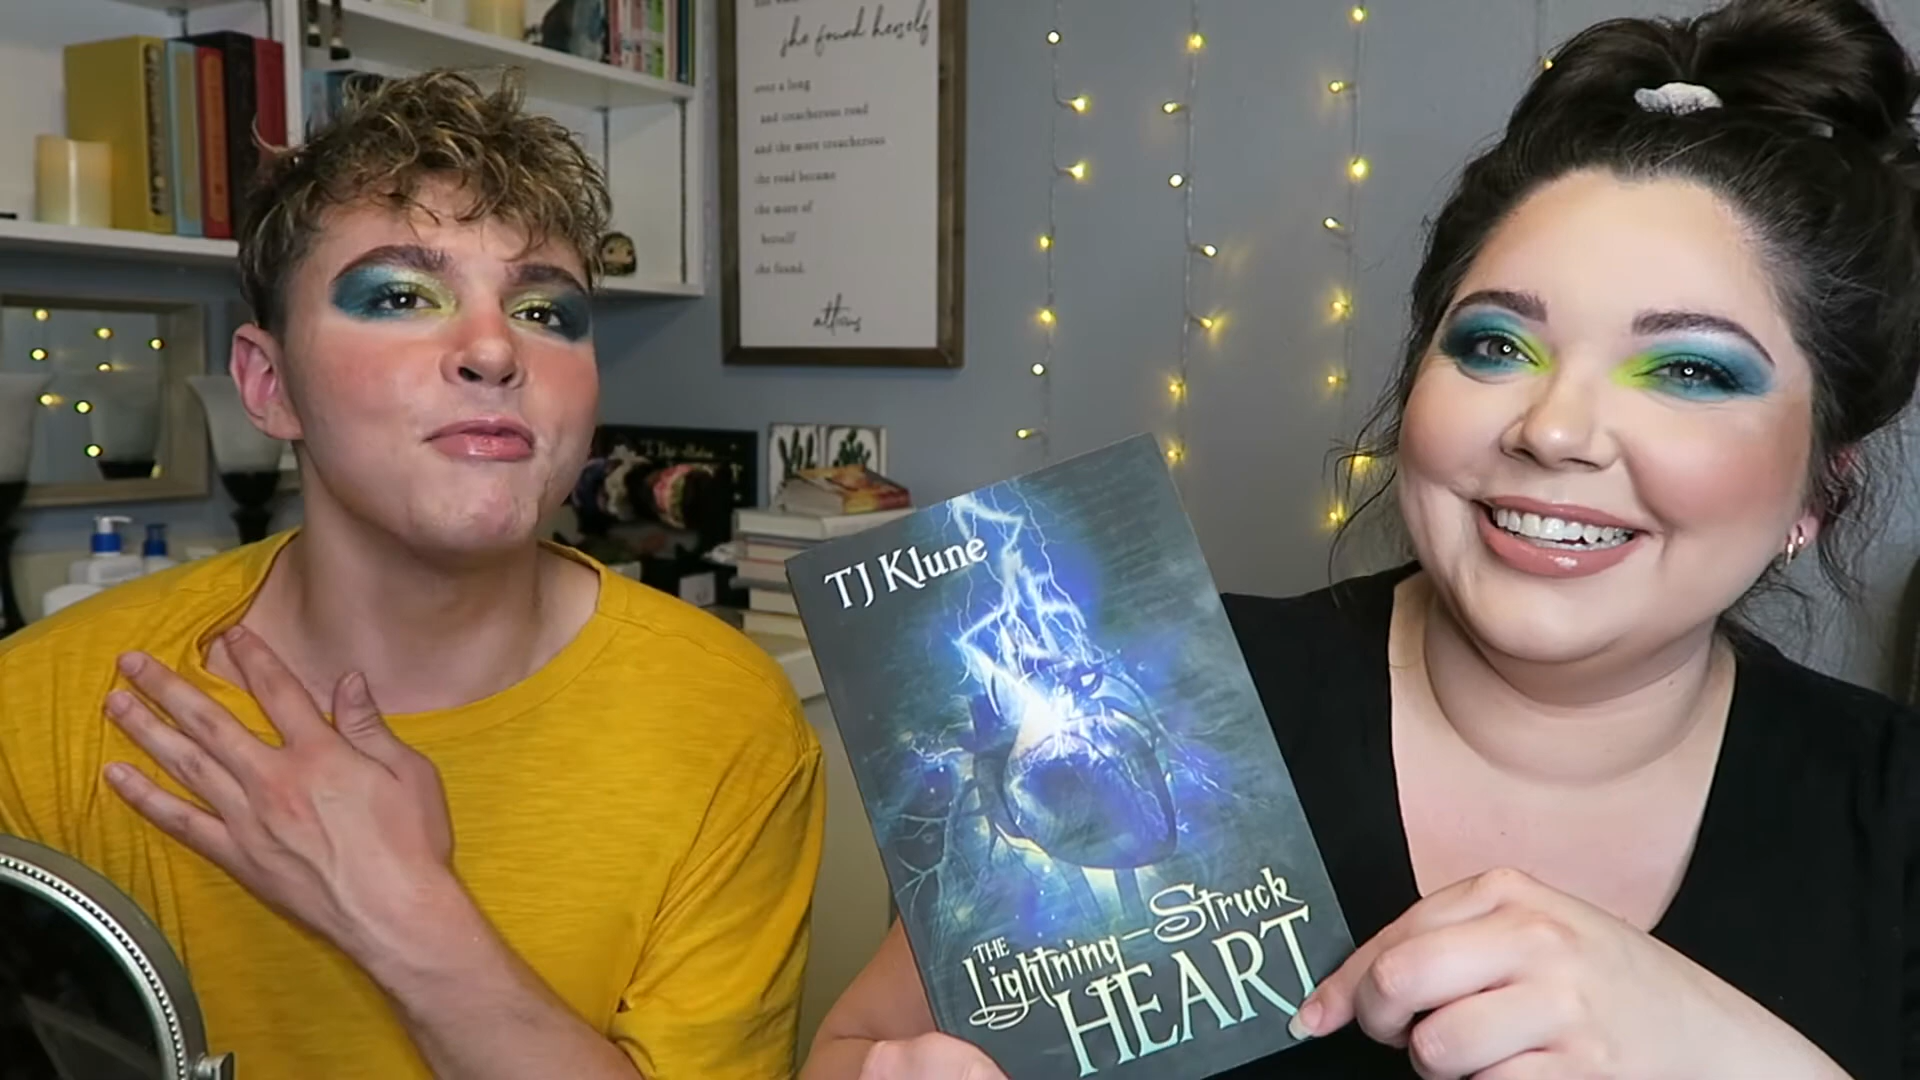 she found herself
over a long
and treacherous road
and the more treacherous
the road became
the more of
herself
she found.
atticus
TJ Klune
THE
Lightning-Struck
HEART